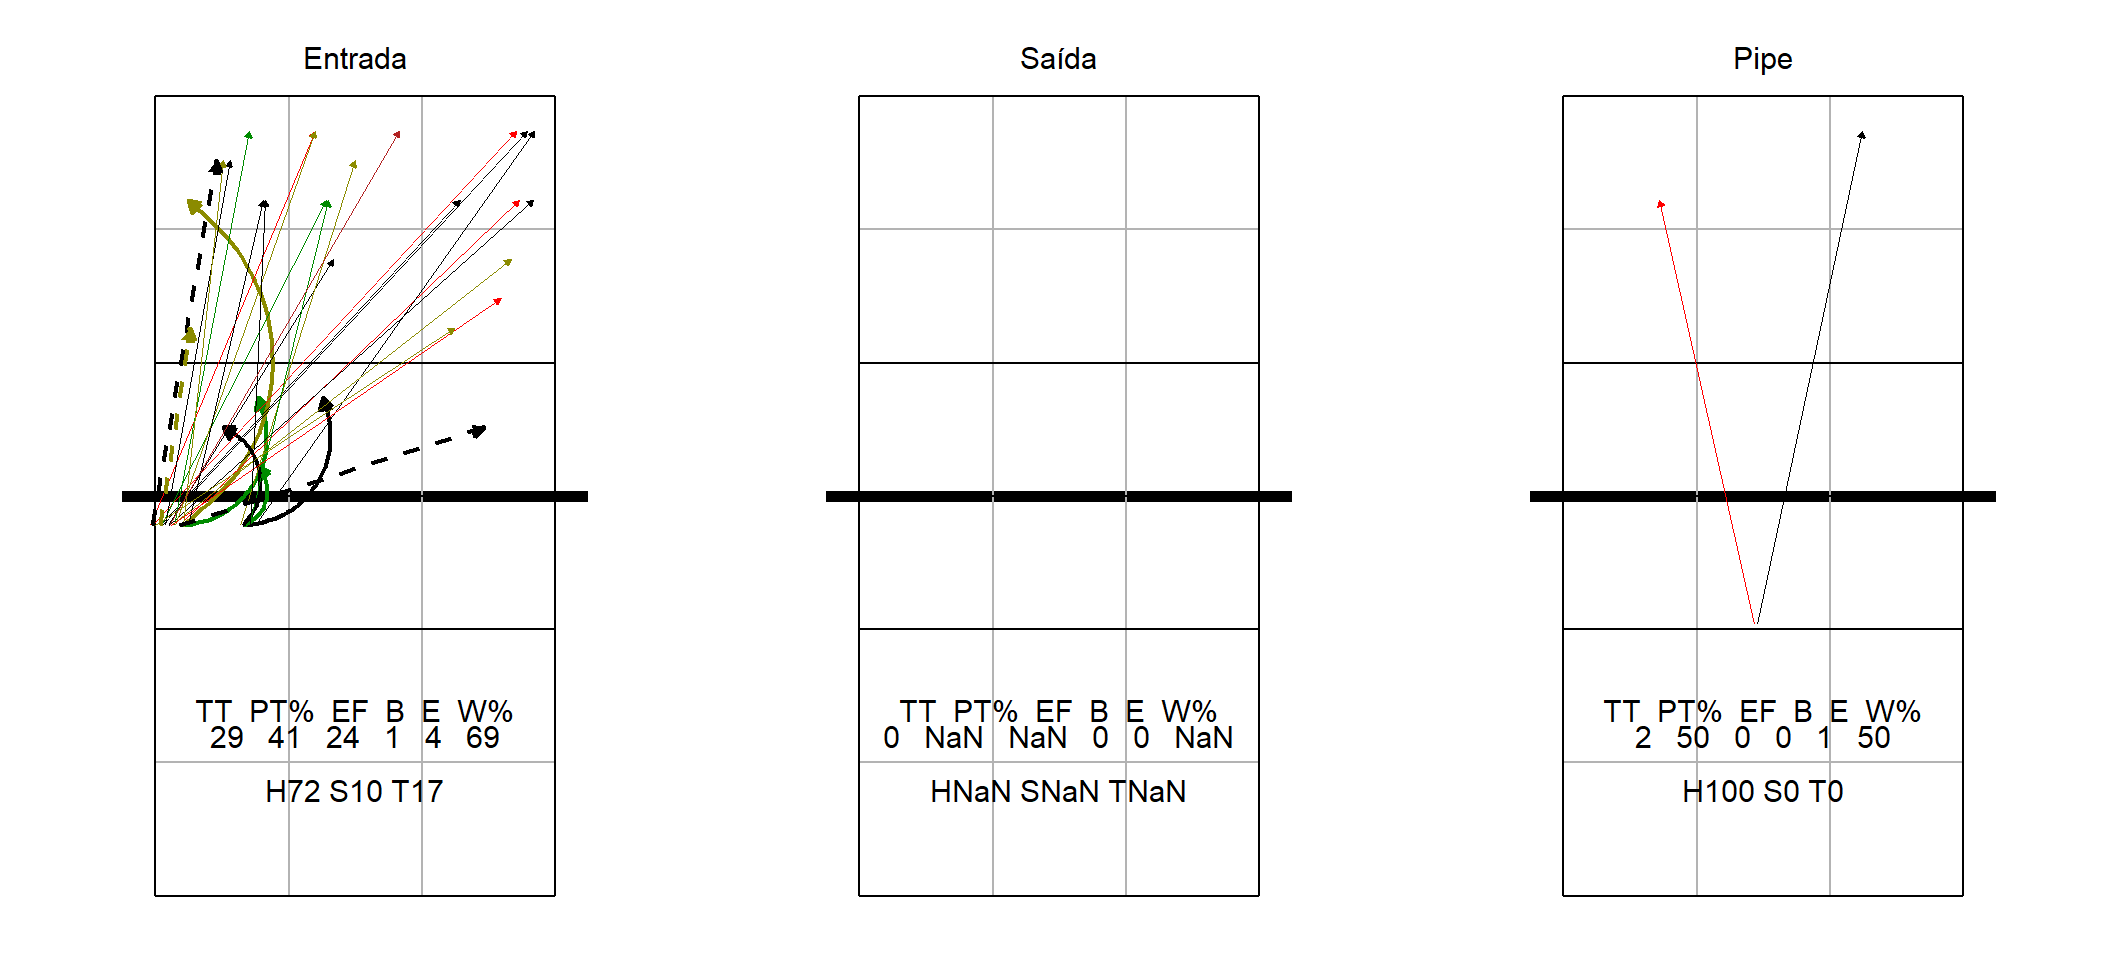 Entrada
TT PT% EF B E W%
29 41 24 1 4 69
H72 S10 T17
Saída
TT PT% EF B E W%
0 NaN NaN 0 0 NaN
HNaN SNaN TNaN
Pipe
TT PT% EF B E W%
2 50 0 0 1 50
H100 S0 T0